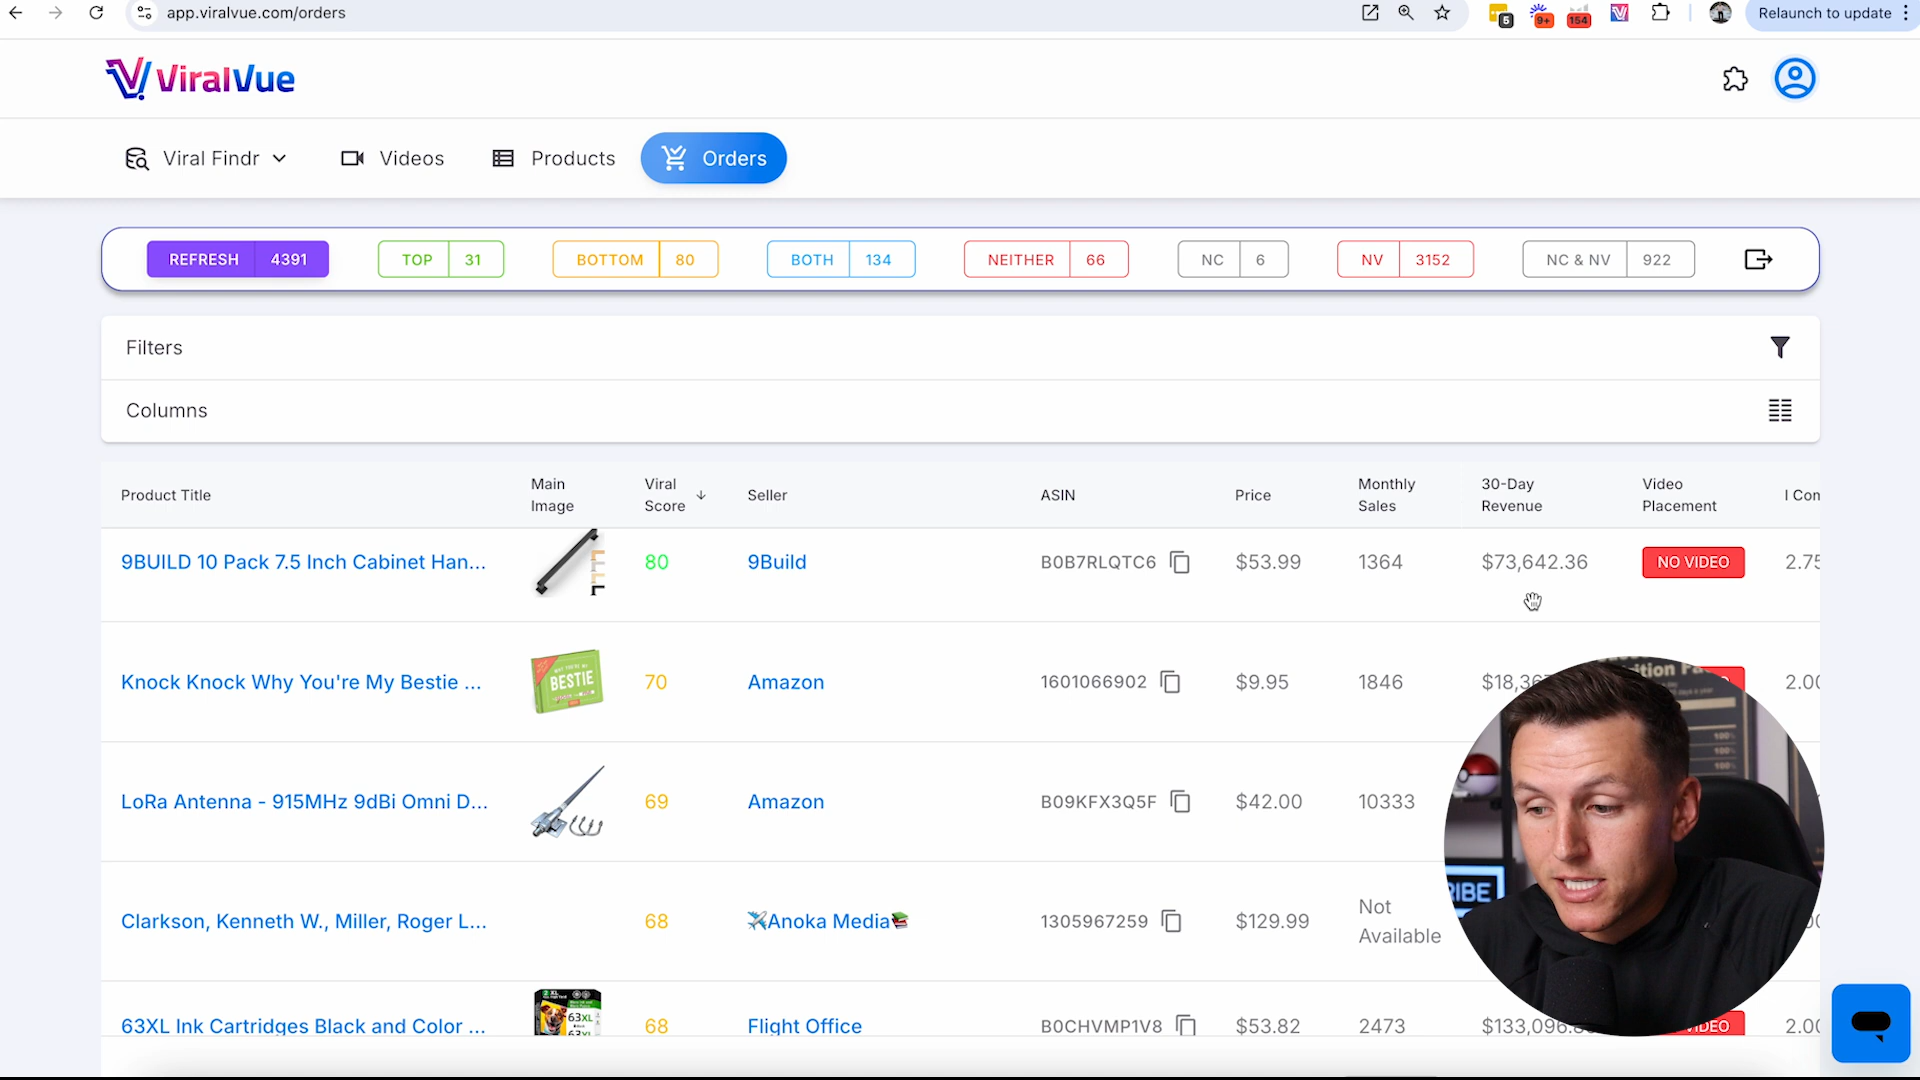 app.viralvue.com/orders
5
9+
154
Relaunch to update
ViralVue
Viral Findr
Videos
Products
Orders
REFRESH 4391
TOP 31
BOTTOM 80
BOTH 134
NEITHER 66
NC 6
NV 3152
NC & NV 922
Filters
Columns
Product Title
Main Image
Viral Score
Seller
ASIN
Price
Monthly Sales
30-Day Revenue
Video Placement
9BUILD 10 Pack 7.5 Inch Cabinet Han... 80 9Build B0B7RLQTC6 $53.99 1364 $73,642.36 NO VIDEO
Knock Knock Why You're My Bestie ... BESTIE 70 Amazon 1601066902 $9.95 1846
LoRa Antenna - 915MHz 9dBi Omni D... 69 Amazon B09KFX3Q5F $42.00 10333
Clarkson, Kenneth W., Miller, Roger L... 68 ✈️Anoka Media📚 1305967259 $129.99 Not Available
63XL Ink Cartridges Black and Color ... 63XL 68 Flight Office B0CHVMP1V8 $53.82 2473